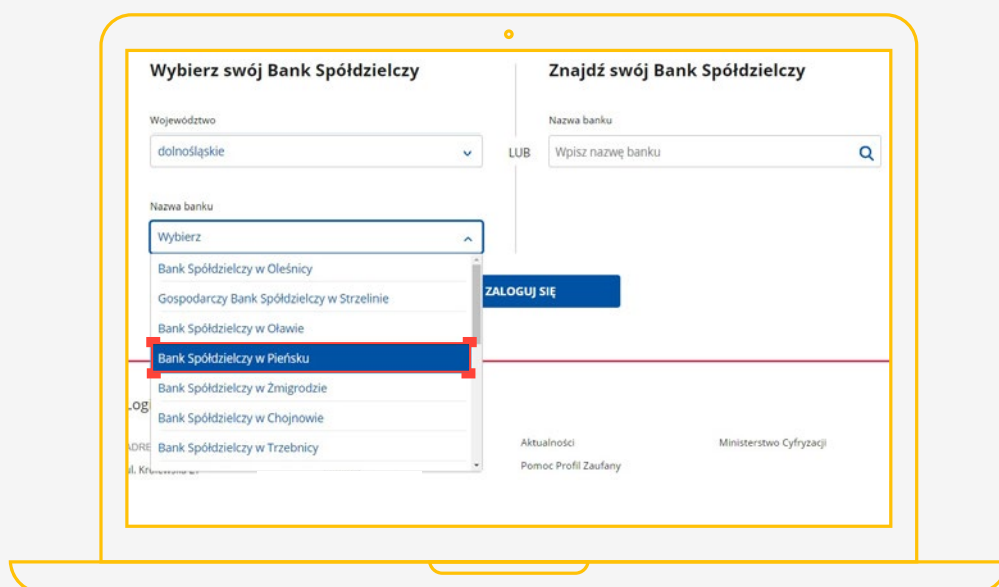 Wybierz swój Bank Spółdzielczy
Województwo
dolnośląskie
Nazwa banku
Wybierz
Bank Spółdzielczy w Oleśnicy
Gospodarczy Bank Spółdzielczy w Strzelinie
Bank Spółdzielczy w Oławie
Bank Spółdzielczy w Pieńsku
Bank Spółdzielczy w Żmigrodzie
Bank Spółdzielczy w Chojnowie
Bank Spółdzielczy w Trzebnicy
LUB
Znajdź swój Bank Spółdzielczy
Nazwa banku
Wpisz nazwę banku
ZALOGUJ SIĘ
Aktualności
Ministerstwo Cyfryzacji
Pomoc Profil Zaufany